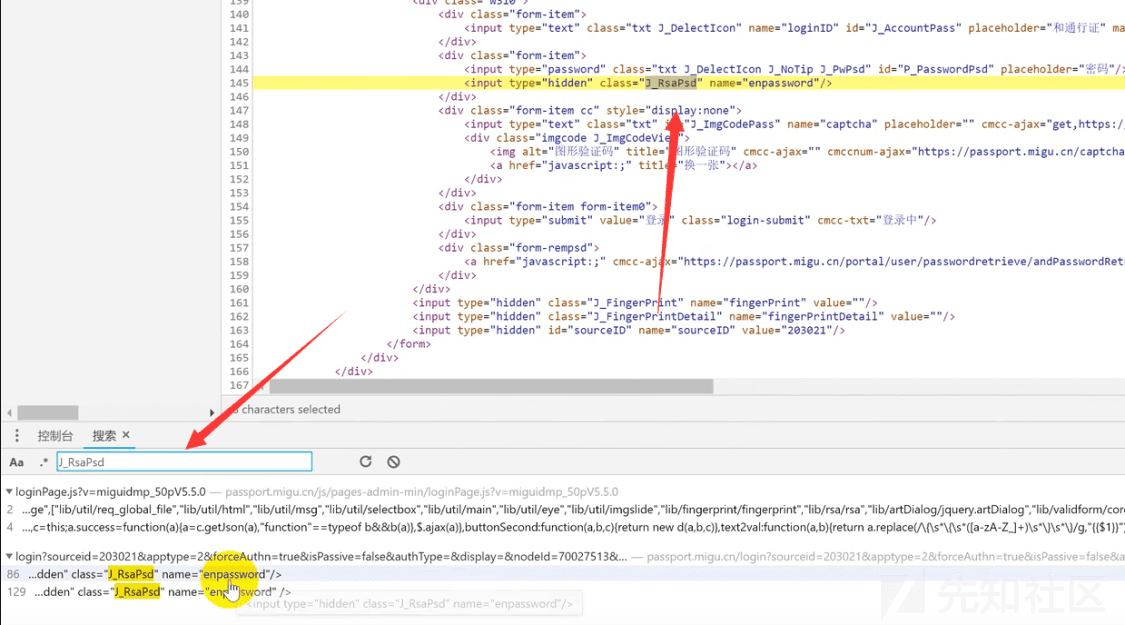 139 <div class="w310">
140 <div class="form-item">
141 <input type="text" class="txt J_DelectIcon" name="loginID" id="J_AccountPass" placeholder="和通行证" ma
142 </div>
143 <div class="form-item">
144 <input type="password" class="txt J_DelectIcon J_NoTip J_PwPsd" id="P_PasswordPsd" placeholder="密码"/>
145 <input type="hidden" class="J_RsaPsd" name="enpassword"/>
146 </div>
147 <div class="form-item cc" style="display:none">
148 <input type="text" class="txt" id="J_ImgCodePass" name="captcha" placeholder="" cmcc-ajax="get,https:/
149 <div class="imgcode J_ImgCodeView">
150 <img alt="图形验证码" title="图形验证码" cmcc-ajax="" cmccnum-ajax="https://passport.migu.cn/captcha
151 <a href="javascript:;" title="换一张"></a>
152 </div>
153 </div>
154 <div class="form-item form-item0">
155 <input type="submit" value="登录" class="login-submit" cmcc-txt="登录中"/>
156 </div>
157 <div class="form-rempsd">
158 <a href="javascript:;" cmcc-ajax="https://passport.migu.cn/portal/user/passwordretrieve/andPasswordRet
159 </div>
160 </div>
161 <input type="hidden" class="J_FingerPrint" name="fingerPrint" value=""/>
162 <input type="hidden" class="J_FingerPrintDetail" name="fingerPrintDetail" value=""/>
163 <input type="hidden" id="sourceID" name="sourceID" value="203021"/>
164 </form>
165 </div>
166 </div>
167
characters selected
控制台 搜索 ×
Aa .* J_RsaPsd
loginPage.js?v=miguidmp_50pV5.5.0 — passport.migu.cn/js/pages-admin-min/loginPage.js?v=miguidmp_50pV5.5.0
2 ...ge",["lib/util/req_global_file","lib/util/html","lib/util/msg","lib/util/selectbox","lib/util/main","lib/util/eye","lib/util/imgslide","lib/fingerprint/fingerprint","lib/rsa/rsa","lib/artDialog/jquery.artDialog","lib/validform/core
4 ...,c=this;a.success=function(a){a=c.getJson(a),"function"==typeof b&&b(a)},$.ajax(a)},buttonSecond:function(a,b,c){return new d(a,b,c)},text2val:function(a,b){return a.replace(/\{\s*\{\s*([a-zA-Z_]+)\s*\}\s*\}/g,"{{$1}}")
login?sourceid=203021&apptype=2&forceAuthn=true&isPassive=false&authType=&display=&nodeId=70027513&... — passport.migu.cn/login?sourceid=203021&apptype=2&forceAuthn=true&isPassive=false&a
86 ...dden" class="J_RsaPsd" name="enpassword"/>
129 ...dden" class="J_RsaPsd" name="enpassword" />
<input type="hidden" class="J_RsaPsd" name="enpassword"/>
先知社区